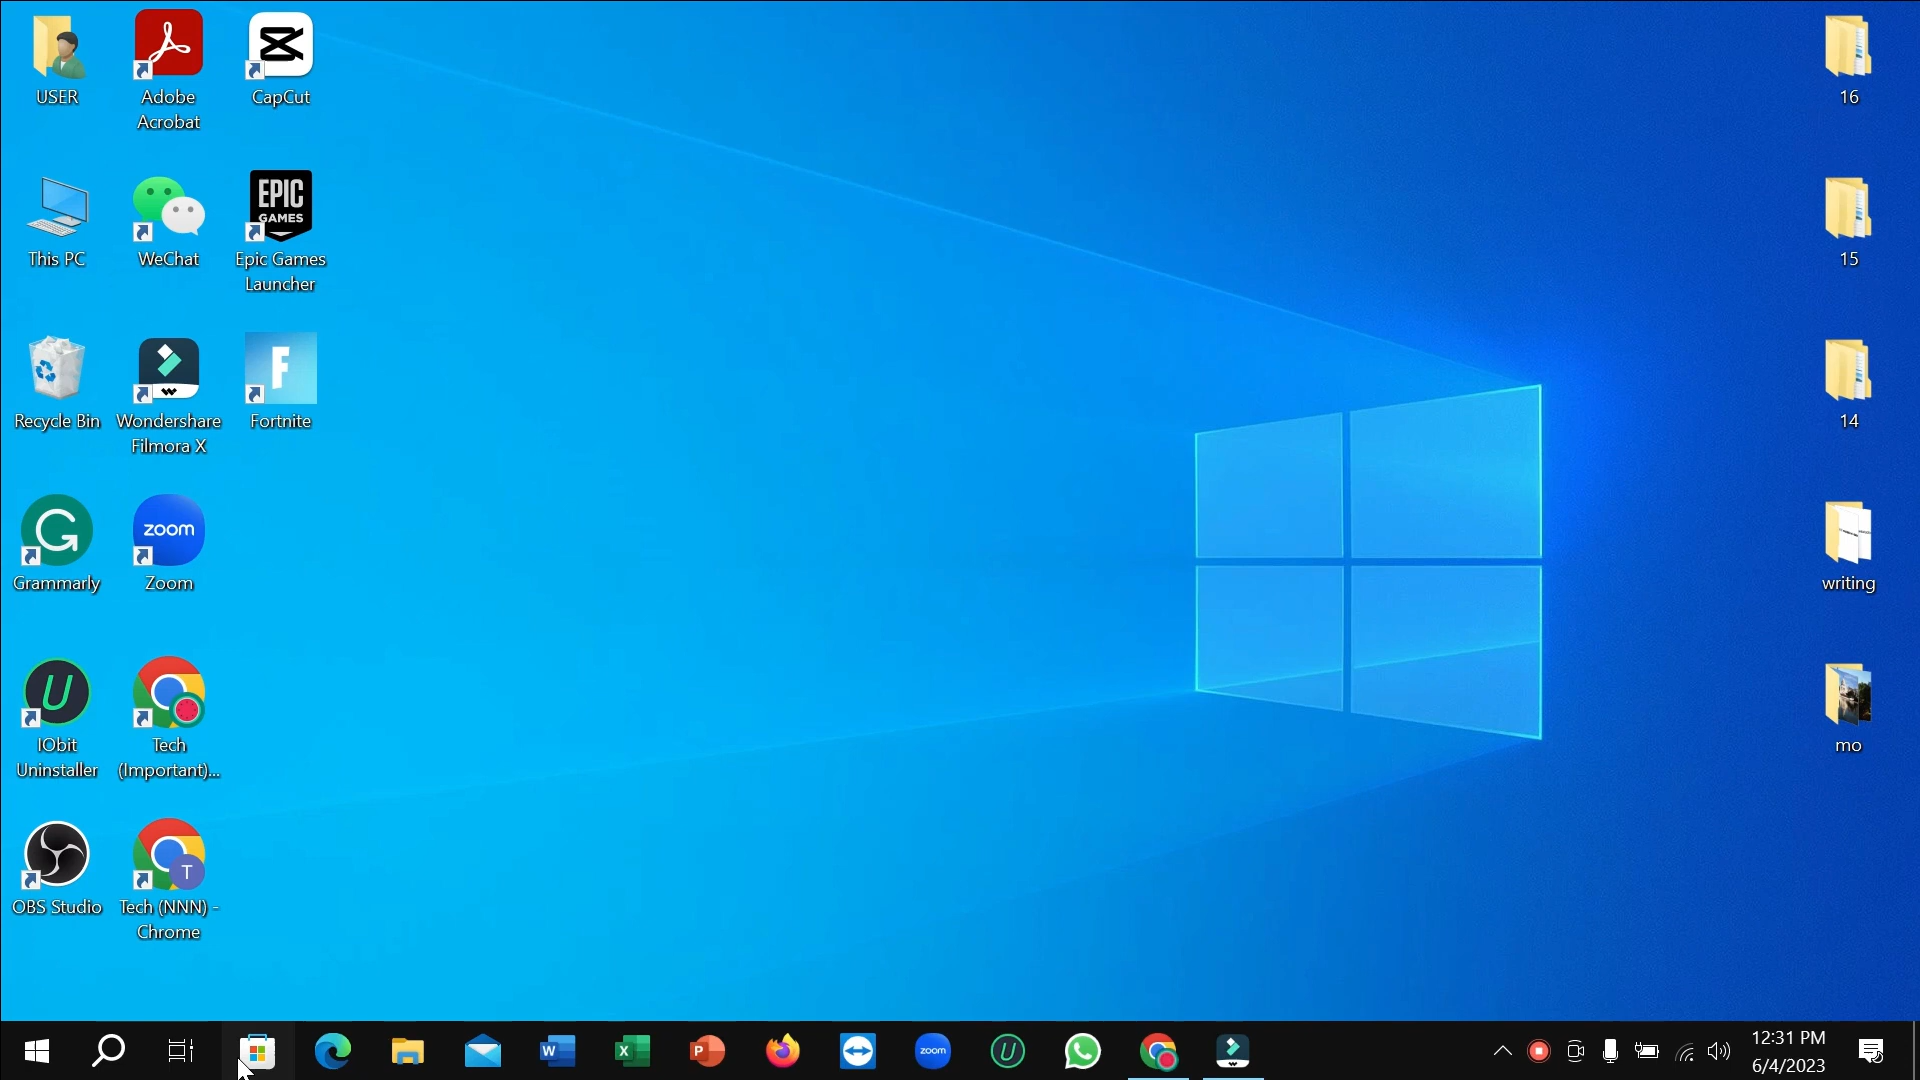 USER
Adobe
Acrobat
CapCut
16
This PC
WeChat
EPIC
GAMES
Epic Games
Launcher
15
Recycle Bin
Wondershare
Filmora X
F
Fortnite
14
G
Grammarly
zoom
Zoom
writing
U
IObit
Uninstaller
Tech
(Important)...
mo
OBS Studio
T
Tech (NNN) -
Chrome
W
X
P
zoom
U
12:31 PM
6/4/2023